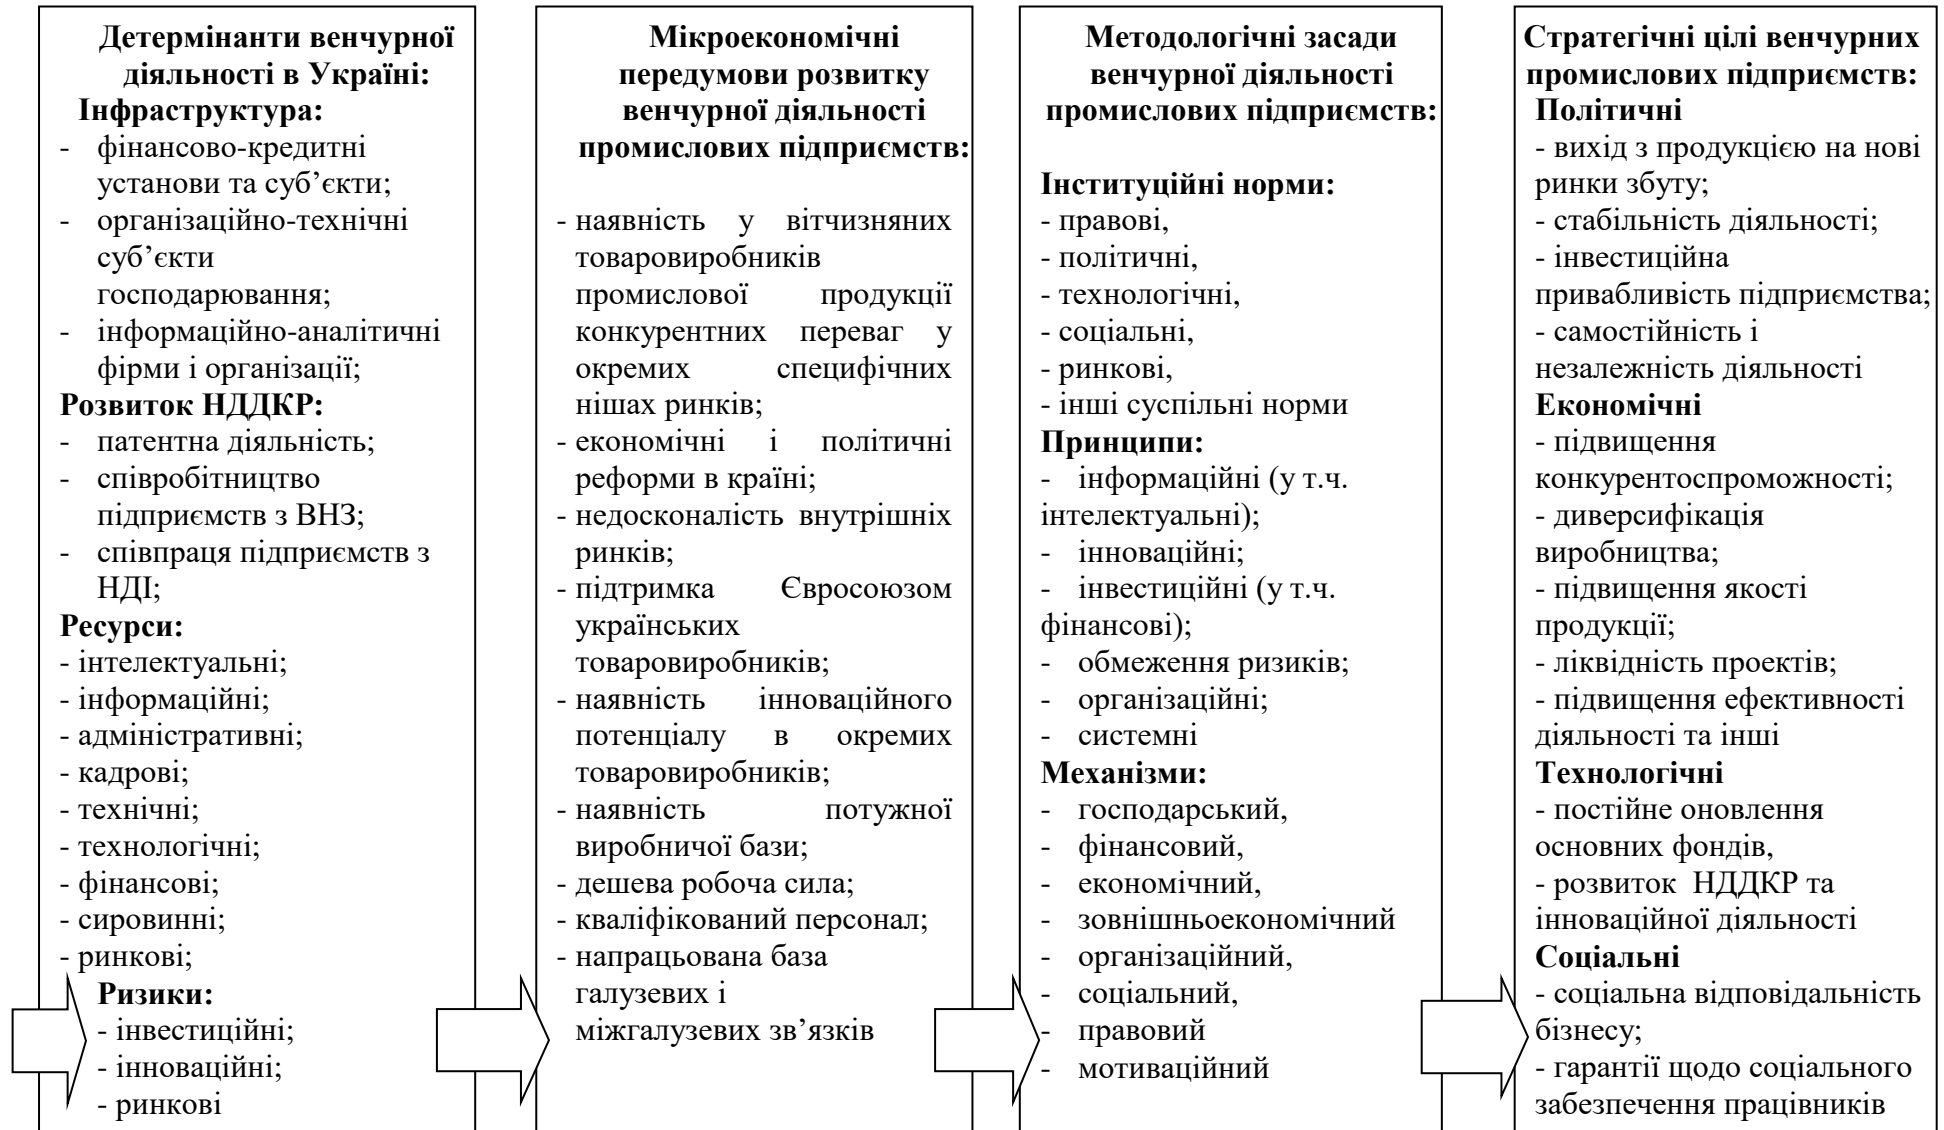 Детермінанти венчурної
діяльності в Україні:
Інфраструктура:
- фінансово-кредитні
установи та суб’єкти;
- організаційно-технічні
суб’єкти
господарювання;
- інформаційно-аналітичні
фірми і організації;
Розвиток НДДКР:
- патентна діяльність;
- співробітництво
підприємств з ВНЗ;
- співпраця підприємств з
НДІ;
Ресурси:
- інтелектуальні;
- інформаційні;
- адміністративні;
- кадрові;
- технічні;
- технологічні;
- фінансові;
- сировинні;
- ринкові;
Ризики:
- інвестиційні;
- інноваційні;
- ринкові
Мікроекономічні
передумови розвитку
венчурної діяльності
промислових підприємств:
- наявність у вітчизняних
товаровиробників
промислової продукції
конкурентних переваг у
окремих специфічних
нішах ринків;
- економічні і політичні
реформи в країні;
- недосконалість внутрішніх
ринків;
- підтримка Євросоюзом
українських
товаровиробників;
- наявність інноваційного
потенціалу в окремих
товаровиробників;
- наявність потужної
виробничої бази;
- дешева робоча сила;
- кваліфікований персонал;
- напрацьована база
галузевих і
міжгалузевих зв’язків
Методологічні засади
венчурної діяльності
промислових підприємств:
Інституційні норми:
- правові,
- політичні,
- технологічні,
- соціальні,
- ринкові,
- інші суспільні норми
Принципи:
- інформаційні (у т.ч.
інтелектуальні);
- інноваційні;
- інвестиційні (у т.ч.
фінансові);
- обмеження ризиків;
- організаційні;
- системні
Механізми:
- господарський,
- фінансовий,
- економічний,
- зовнішньоекономічний
- організаційний,
- соціальний,
- правовий
- мотиваційний
Стратегічні цілі венчурних
промислових підприємств:
Політичні
- вихід з продукцією на нові
ринки збуту;
- стабільність діяльності;
- інвестиційна
привабливість підприємства;
- самостійність і
незалежність діяльності
Економічні
- підвищення
конкурентоспроможності;
- диверсифікація
виробництва;
- підвищення якості
продукції;
- ліквідність проектів;
- підвищення ефективності
діяльності та інші
Технологічні
- постійне оновлення
основних фондів,
- розвиток НДДКР та
інноваційної діяльності
Соціальні
- соціальна відповідальність
бізнесу;
- гарантії щодо соціального
забезпечення працівників